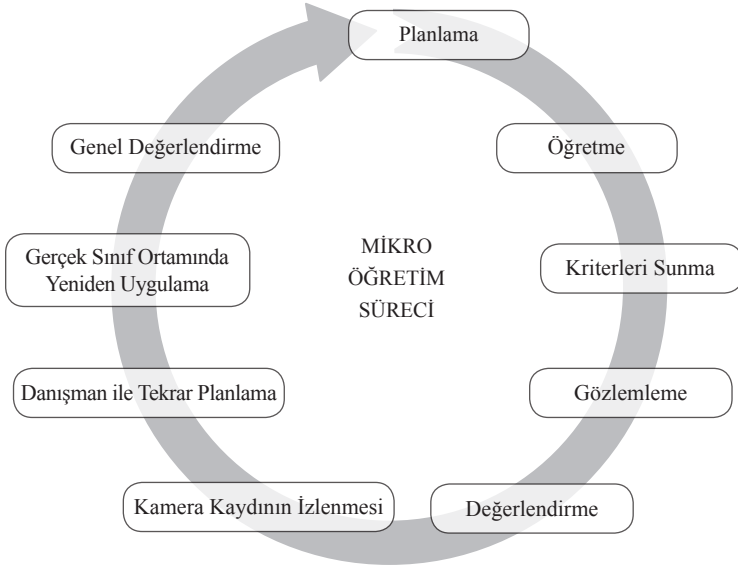 Planlama
Öğretme
Kriterleri Sunma
Gözlemleme
Değerlendirme
Kamera Kaydının İzlenmesi
Danışman ile Tekrar Planlama
Gerçek Sınıf Ortamında
Yeniden Uygulama
Genel Değerlendirme
MİKRO
ÖĞRETİM
SÜRECİ